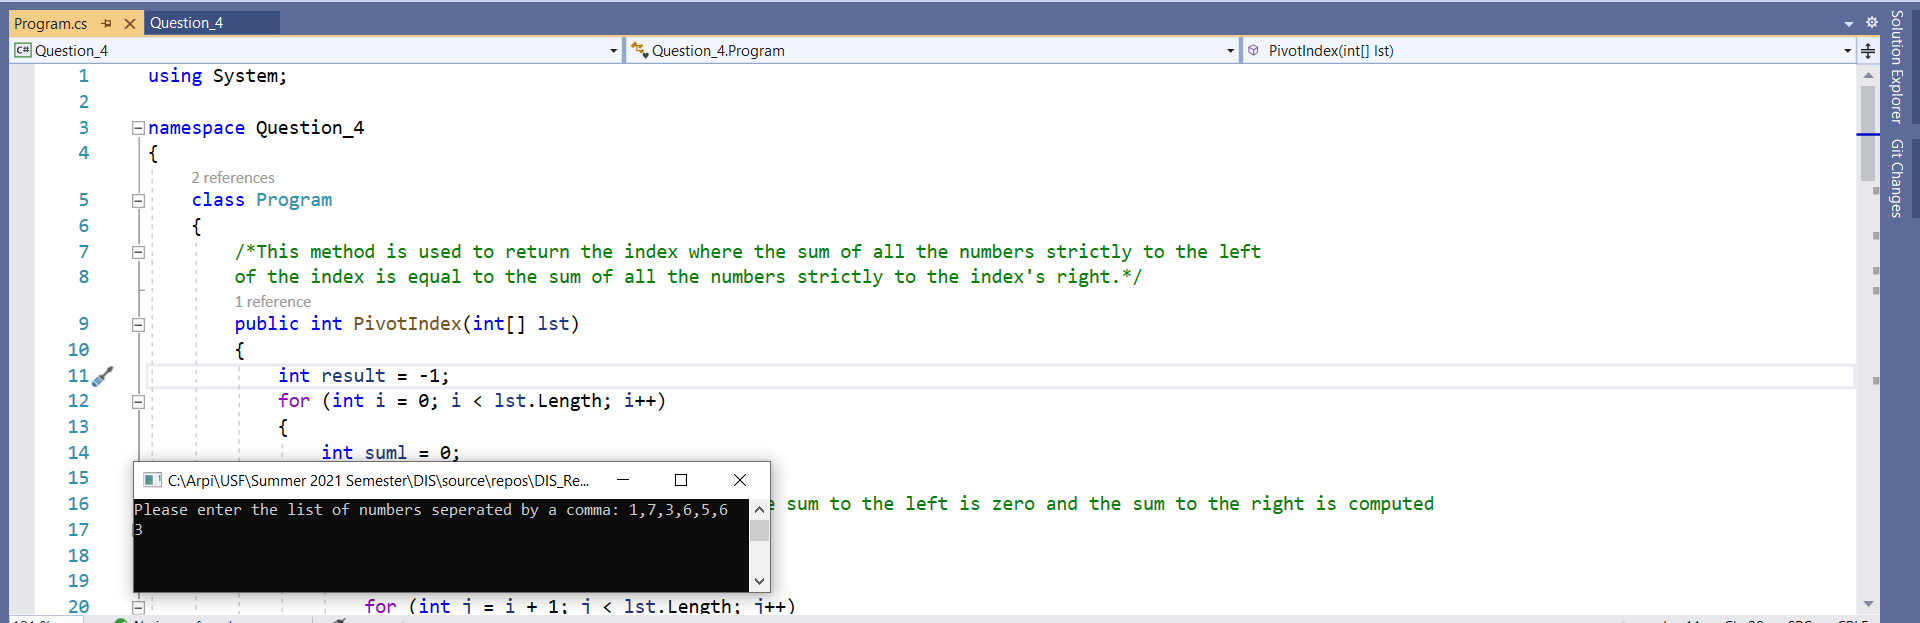 Program.cs Question_4
C# Question_4 Question_4.Program PivotIndex(int[] lst)
Solution Explorer
Git Changes
1 using System;
2
3 namespace Question_4
4 {
2 references
5 class Program
6 {
7 /*This method is used to return the index where the sum of all the numbers strictly to the left
8 of the index is equal to the sum of all the numbers strictly to the index's right.*/
1 reference
9 public int PivotIndex(int[] lst)
10 {
11 int result = -1;
12 for (int i = 0; i < lst.Length; i++)
13 {
14 int suml = 0;
15
16 sum to the left is zero and the sum to the right is computed
17
18
19
20 for (int j = i + 1; j < lst.Length; j++)
C:\Arpi\USF\Summer 2021 Semester\DIS\source\repos\DIS_Re...
Please enter the list of numbers seperated by a comma: 1,7,3,6,5,6
3